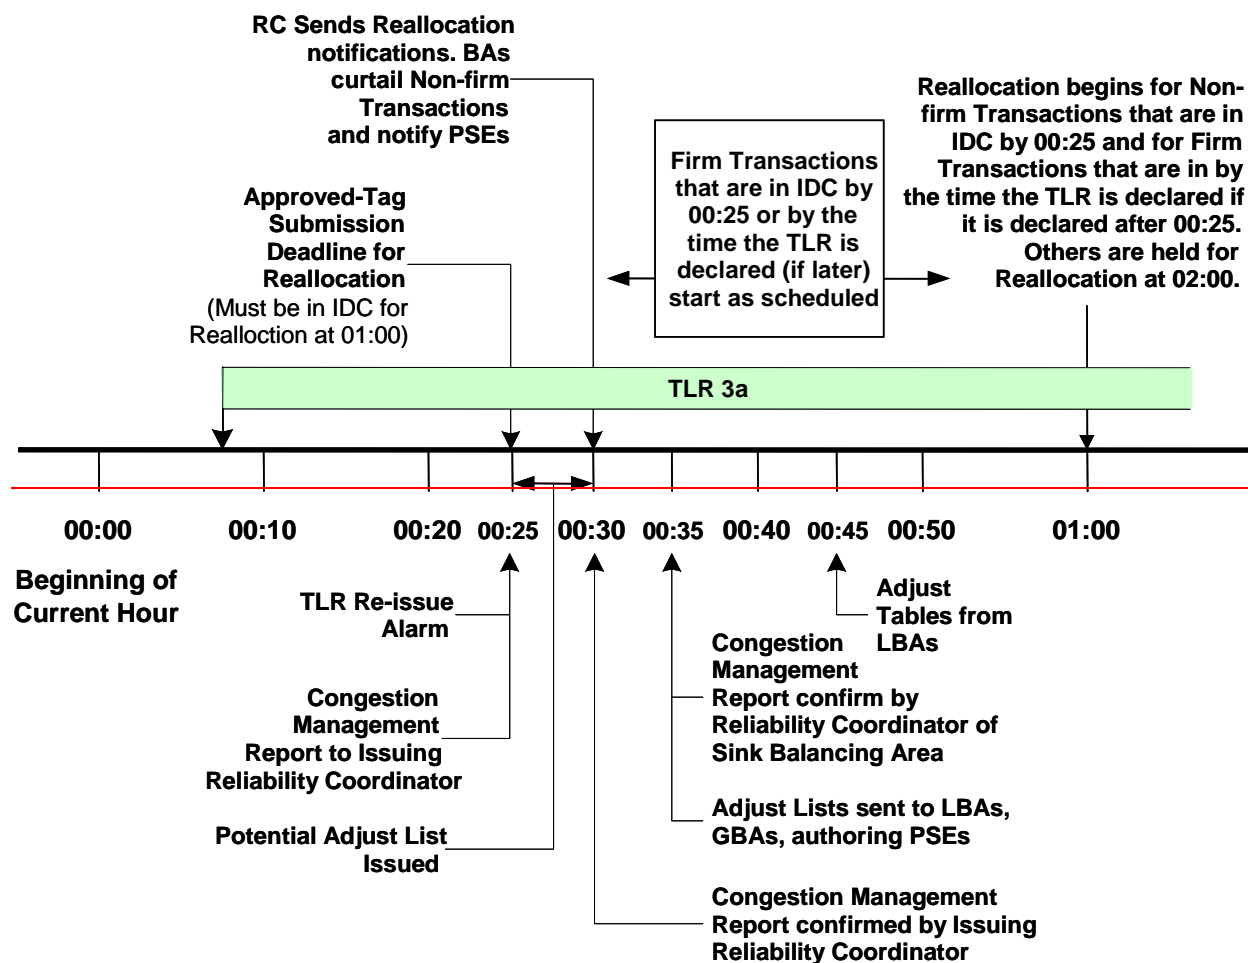 RC Sends Reallocation
notifications. BAs
curtail Non-firm
Transactions
and notify PSEs
Approved-Tag
Submission
Deadline for
Reallocation
(Must be in IDC for
Realloction at 01:00)
Firm Transactions
that are in IDC by
00:25 or by the
time the TLR is
declared (if later)
start as scheduled
Reallocation begins for Non-
firm Transactions that are in
IDC by 00:25 and for Firm
Transactions that are in by
the time the TLR is declared if
it is declared after 00:25.
Others are held for
Reallocation at 02:00.
TLR 3a
00:00
00:10
00:20
00:25
00:30
00:35
00:40
00:45
00:50
01:00
Beginning of
Current Hour
TLR Re-issue
Alarm
Congestion
Management
Report to Issuing
Reliability Coordinator
Potential Adjust List
Issued
Adjust
Tables from
LBAs
Congestion
Management
Report confirm by
Reliability Coordinator of
Sink Balancing Area
Adjust Lists sent to LBAs,
GBAs, authoring PSEs
Congestion Management
Report confirmed by Issuing
Reliability Coordinator